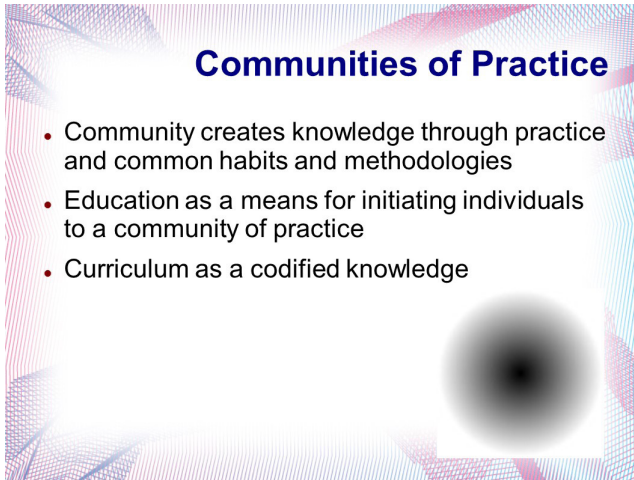 Communities of Practice
Community creates knowledge through practice
and common habits and methodologies
Education as a means for initiating individuals
to a community of practice
Curriculum as a codified knowledge